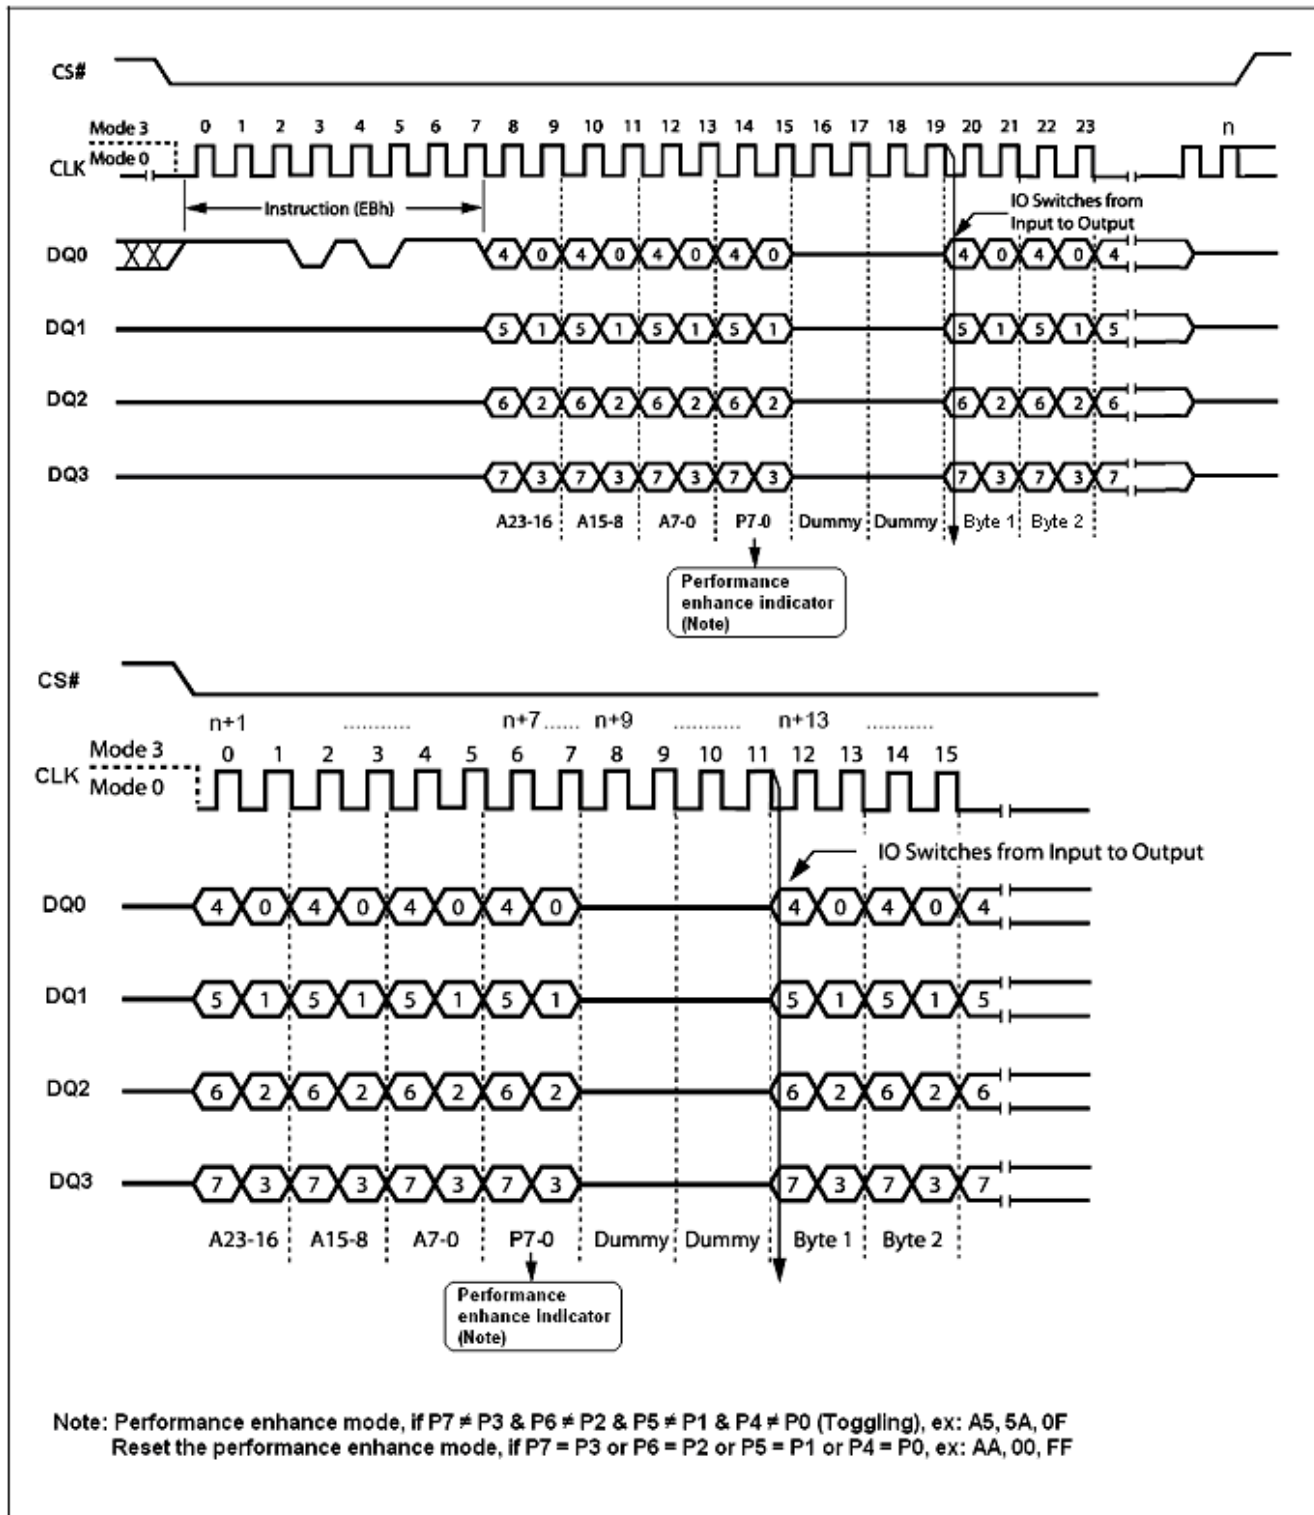 CS#
Mode 3
0 1 2 3 4 5 6 7 8 9 10 11 12 13 14 15 16 17 18 19 20 21 22 23 n
CLK Mode 0
Instruction (EBh)
IO Switches from
Input to Output
DQ0 4 0 4 0 4 0 4 0 4 0 4 0 4
DQ1 5 1 5 1 5 1 5 1 5 1 5 1 5
DQ2 6 2 6 2 6 2 6 2 6 2 6 2 6
DQ3 7 3 7 3 7 3 7 3 7 3 7 3 7
A23-16 A15-8 A7-0 P7-0 Dummy Dummy Byte 1 Byte 2
Performance
enhance indicator
(Note)
CS#
n+1 ........... n+7 ...... n+9 ........... n+13 ...........
Mode 3 0 1 2 3 4 5 6 7 8 9 10 11 12 13 14 15
CLK Mode 0
IO Switches from Input to Output
DQ0 4 0 4 0 4 0 4 0 4 0 4 0 4
DQ1 5 1 5 1 5 1 5 1 5 1 5 1 5
DQ2 6 2 6 2 6 2 6 2 6 2 6 2 6
DQ3 7 3 7 3 7 3 7 3 7 3 7 3 7
A23-16 A15-8 A7-0 P7-0 Dummy Dummy Byte 1 Byte 2
Performance
enhance indicator
(Note)
Note: Performance enhance mode, if P7 ≠ P3 & P6 ≠ P2 & P5 ≠ P1 & P4 ≠ P0 (Toggling), ex: A5, 5A, 0F
Reset the performance enhance mode, if P7 = P3 or P6 = P2 or P5 = P1 or P4 = P0, ex: AA, 00, FF